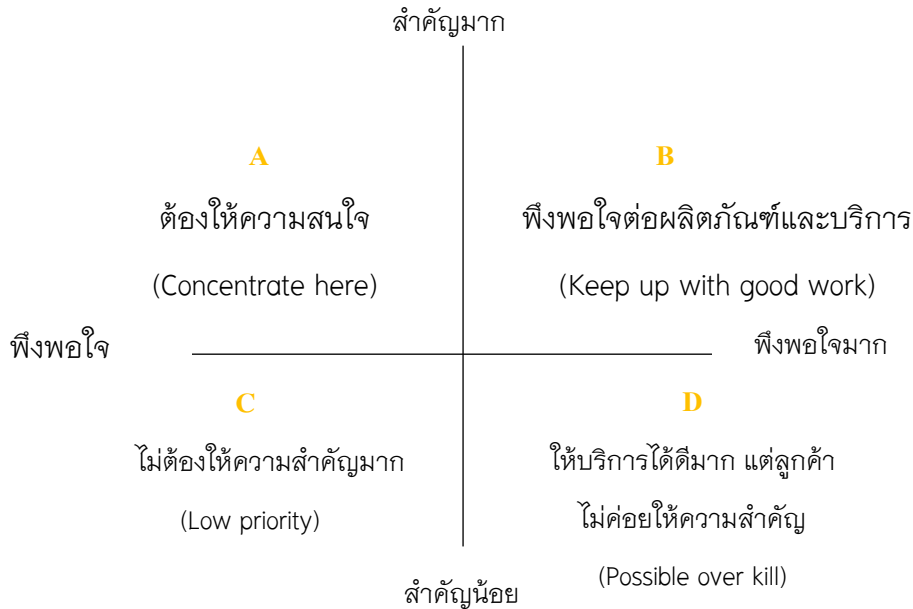 สำคัญมาก
A
ต้องให้ความสนใจ
(Concentrate here)
B
พึงพอใจต่อผลิตภัณฑ์และบริการ
(Keep up with good work)
พึงพอใจ
พึงพอใจมาก
C
ไม่ต้องให้ความสำคัญมาก
(Low priority)
D
ให้บริการได้ดีมาก แต่ลูกค้า
ไม่ค่อยให้ความสำคัญ
(Possible over kill)
สำคัญน้อย